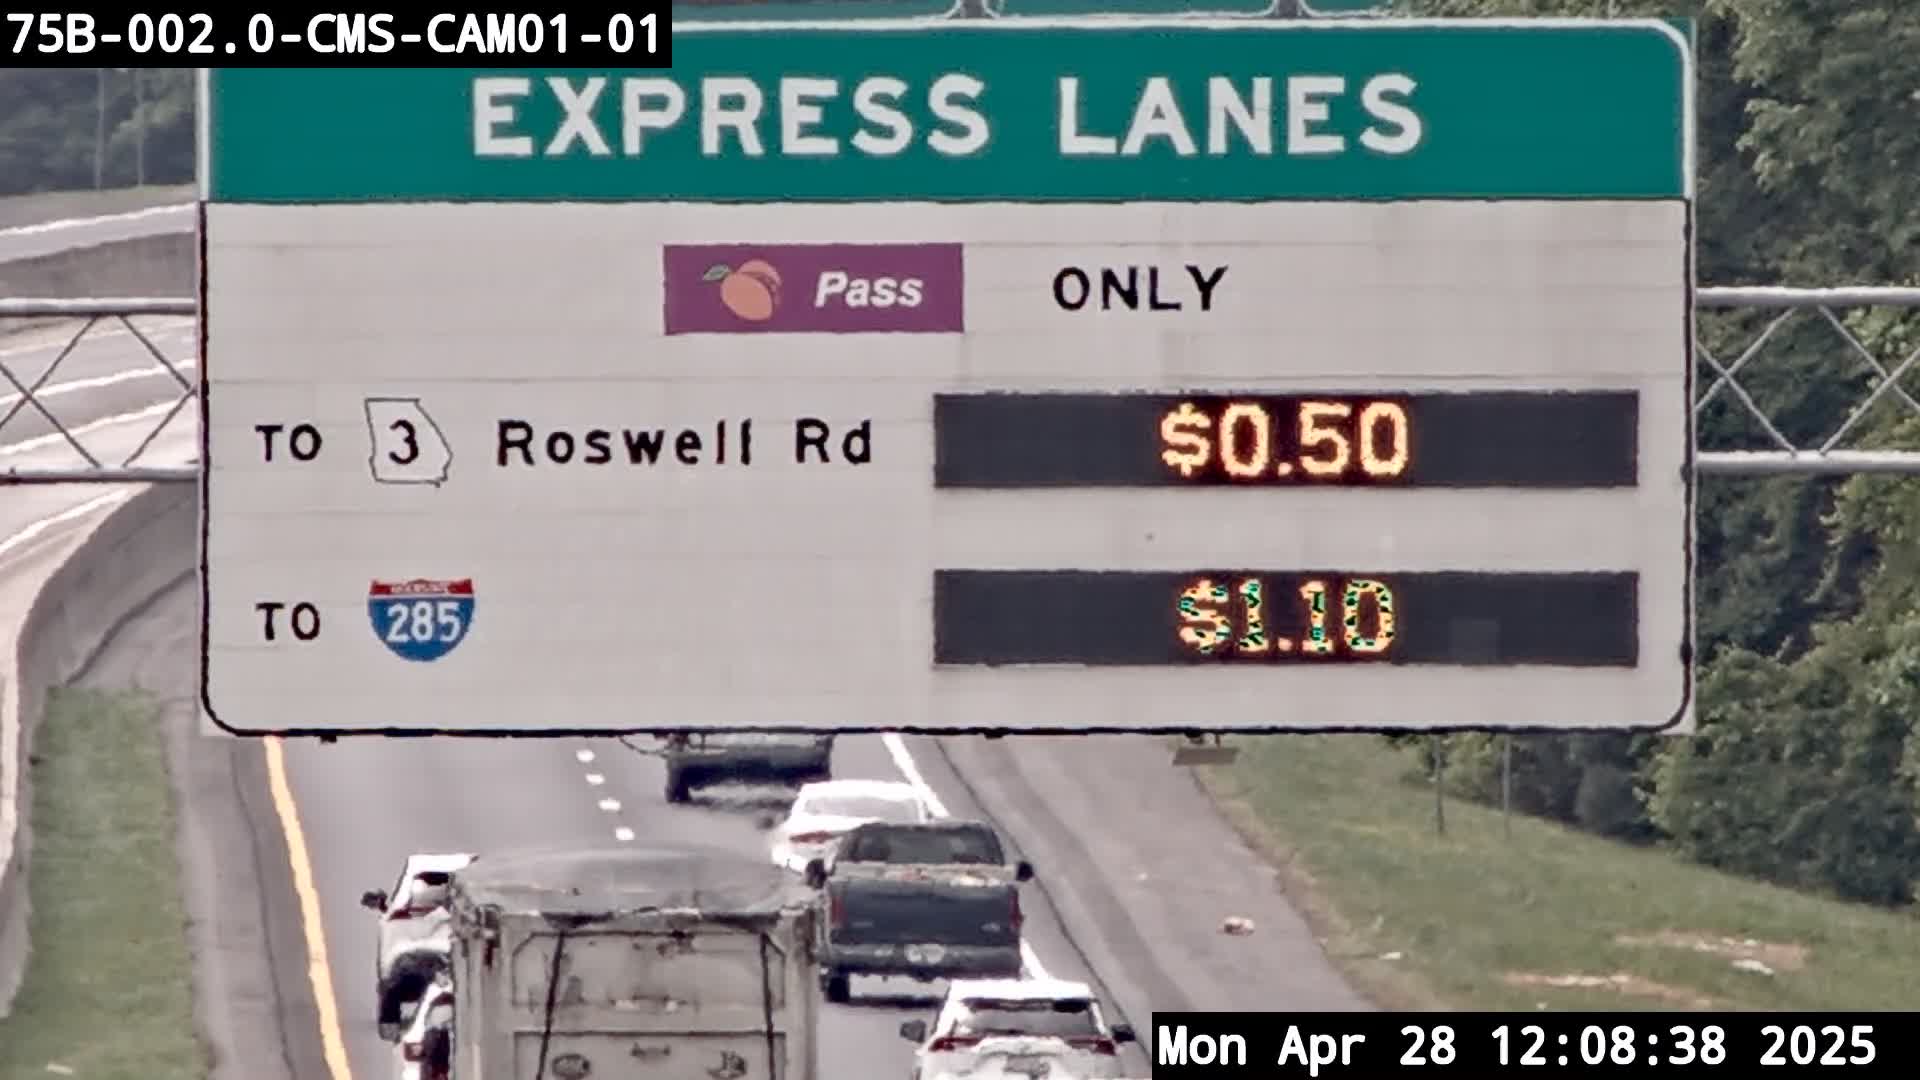 75B-002.0-CMS-CAM01-01
EXPRESS LANES
Pass ONLY
TO 3 Roswell Rd $0.50
TO 285 $1.10
Mon Apr 28 12:08:38 2025